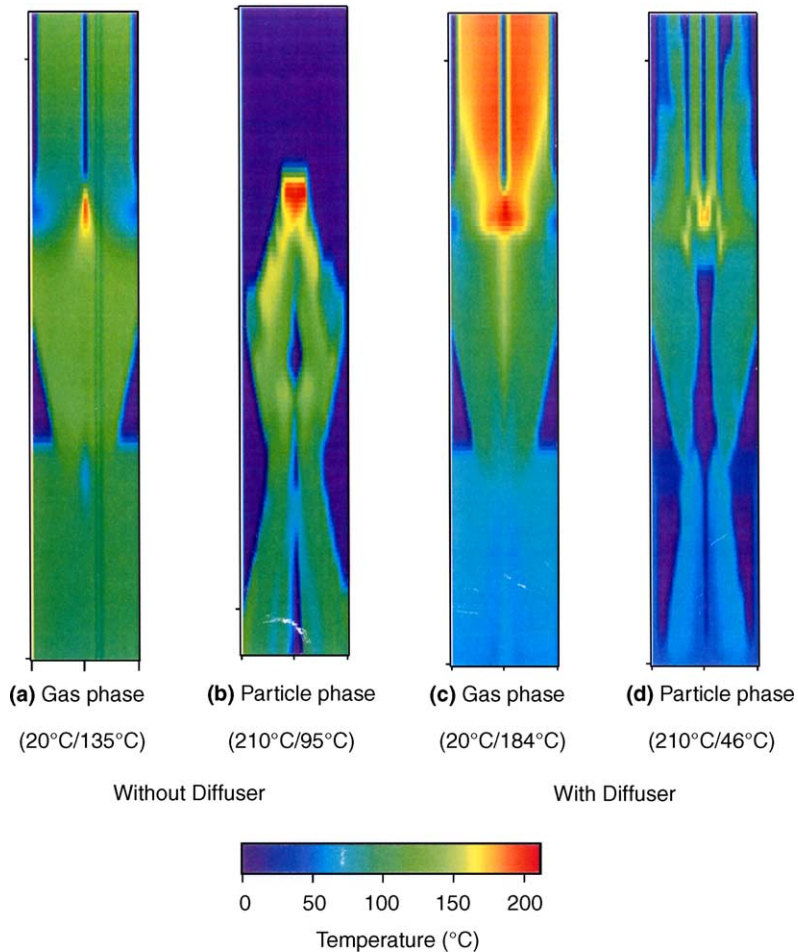 (a) Gas phase (b) Particle phase (c) Gas phase (d) Particle phase
(20°C/135°C) (210°C/95°C) (20°C/184°C) (210°C/46°C)
Without Diffuser With Diffuser
0 50 100 150 200
Temperature (°C)